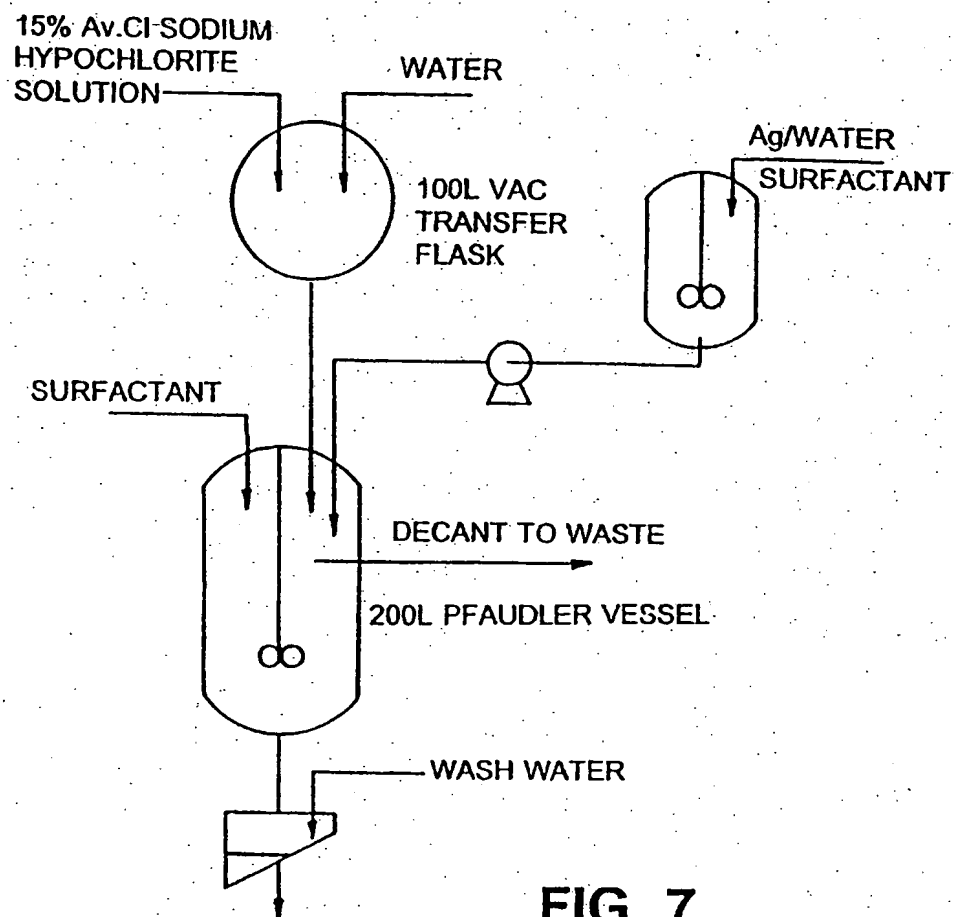 15% Av.Cl-SODIUM
HYPOCHLORITE
SOLUTION
WATER
Ag/WATER
SURFACTANT
100L VAC
TRANSFER
FLASK
SURFACTANT
DECANT TO WASTE
200L PFAUDLER VESSEL
WASH WATER
FIG. 7